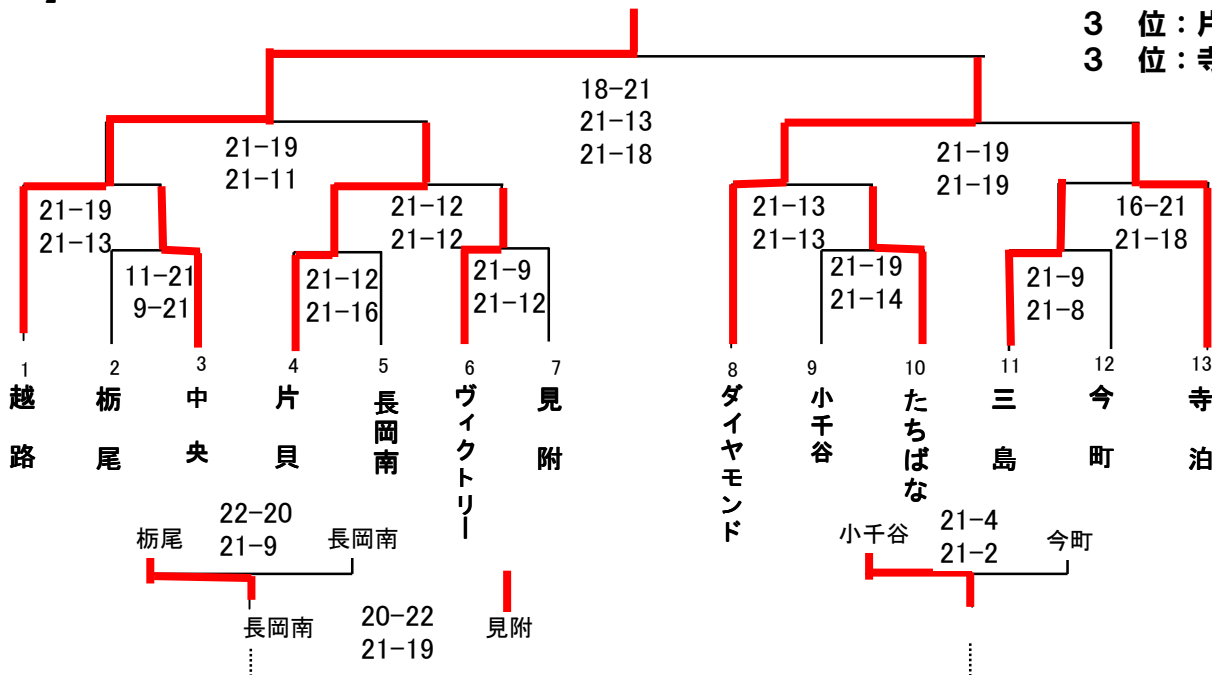 3 位：片
3 位：寺
18-21
21-13
21-18
21-19
21-11
21-19
21-19
21-19
21-13
21-12
21-12
21-13
21-13
16-21
21-18
11-21
9-21
21-12
21-16
21-9
21-12
21-19
21-14
21-9
21-8
1 2 3 4 5 6 7 8 9 10 11 12 13
越路
栃尾
中央
片貝
長岡南
ヴィクトリー
見附
ダイヤモンド
小千谷
たちばな
三島
今町
寺泊
栃尾
22-20
21-9
長岡南
小千谷
21-4
21-2
今町
長岡南
20-22
21-19
見附